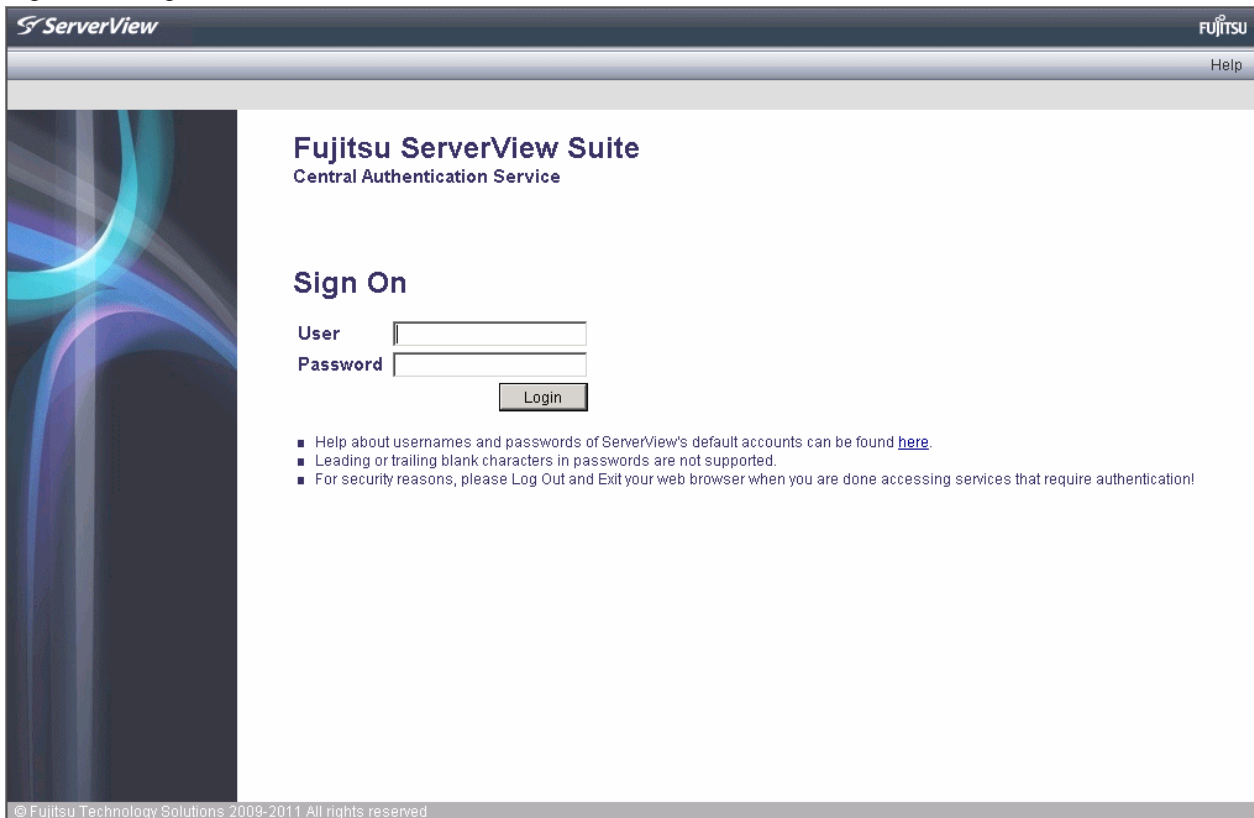 ServerView
FUJITSU
Help
Fujitsu ServerView Suite
Central Authentication Service
Sign On
User
Password
Login
Help about usernames and passwords of ServerView's default accounts can be found here.
Leading or trailing blank characters in passwords are not supported.
For security reasons, please Log Out and Exit your web browser when you are done accessing services that require authentication!
© Fujitsu Technology Solutions 2009-2011 All rights reserved